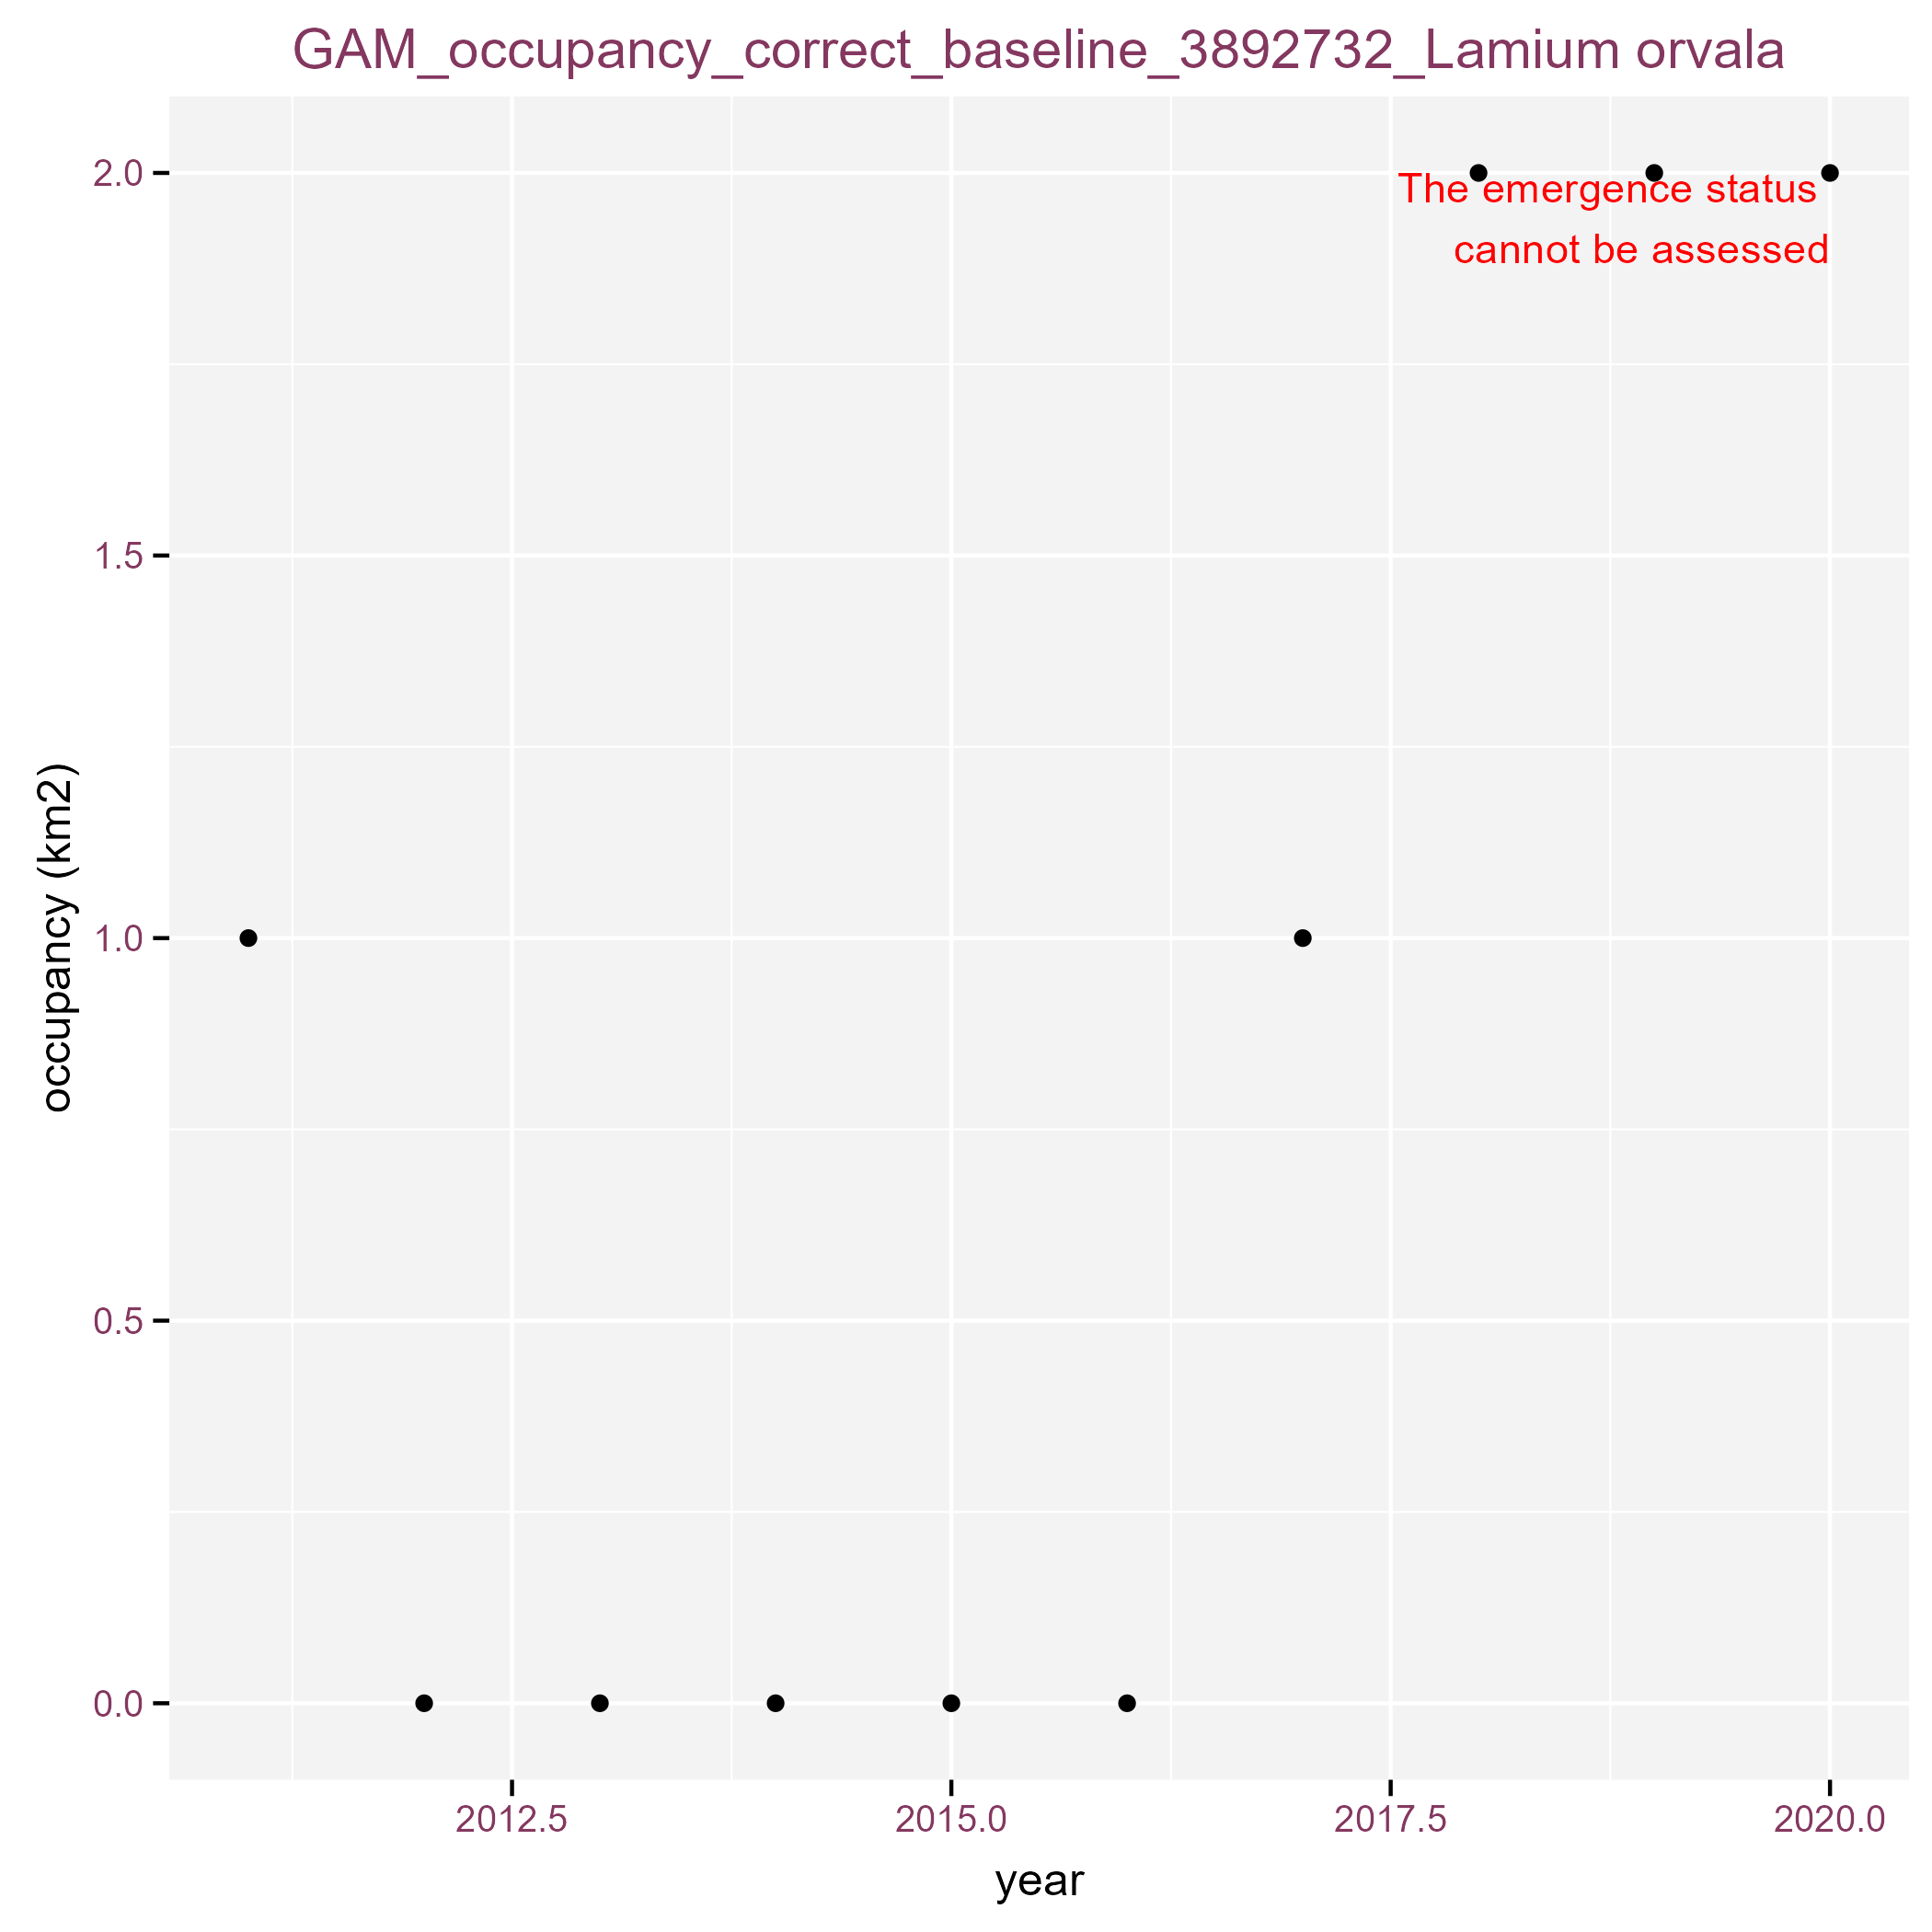 GAM_occupancy_correct_baseline_3892732_Lamium orvala
2.0
The emergence status
cannot be assessed
1.5
occupancy (km2)
1.0
0.5
0.0
2012.5 2015.0 2017.5 2020.0
year